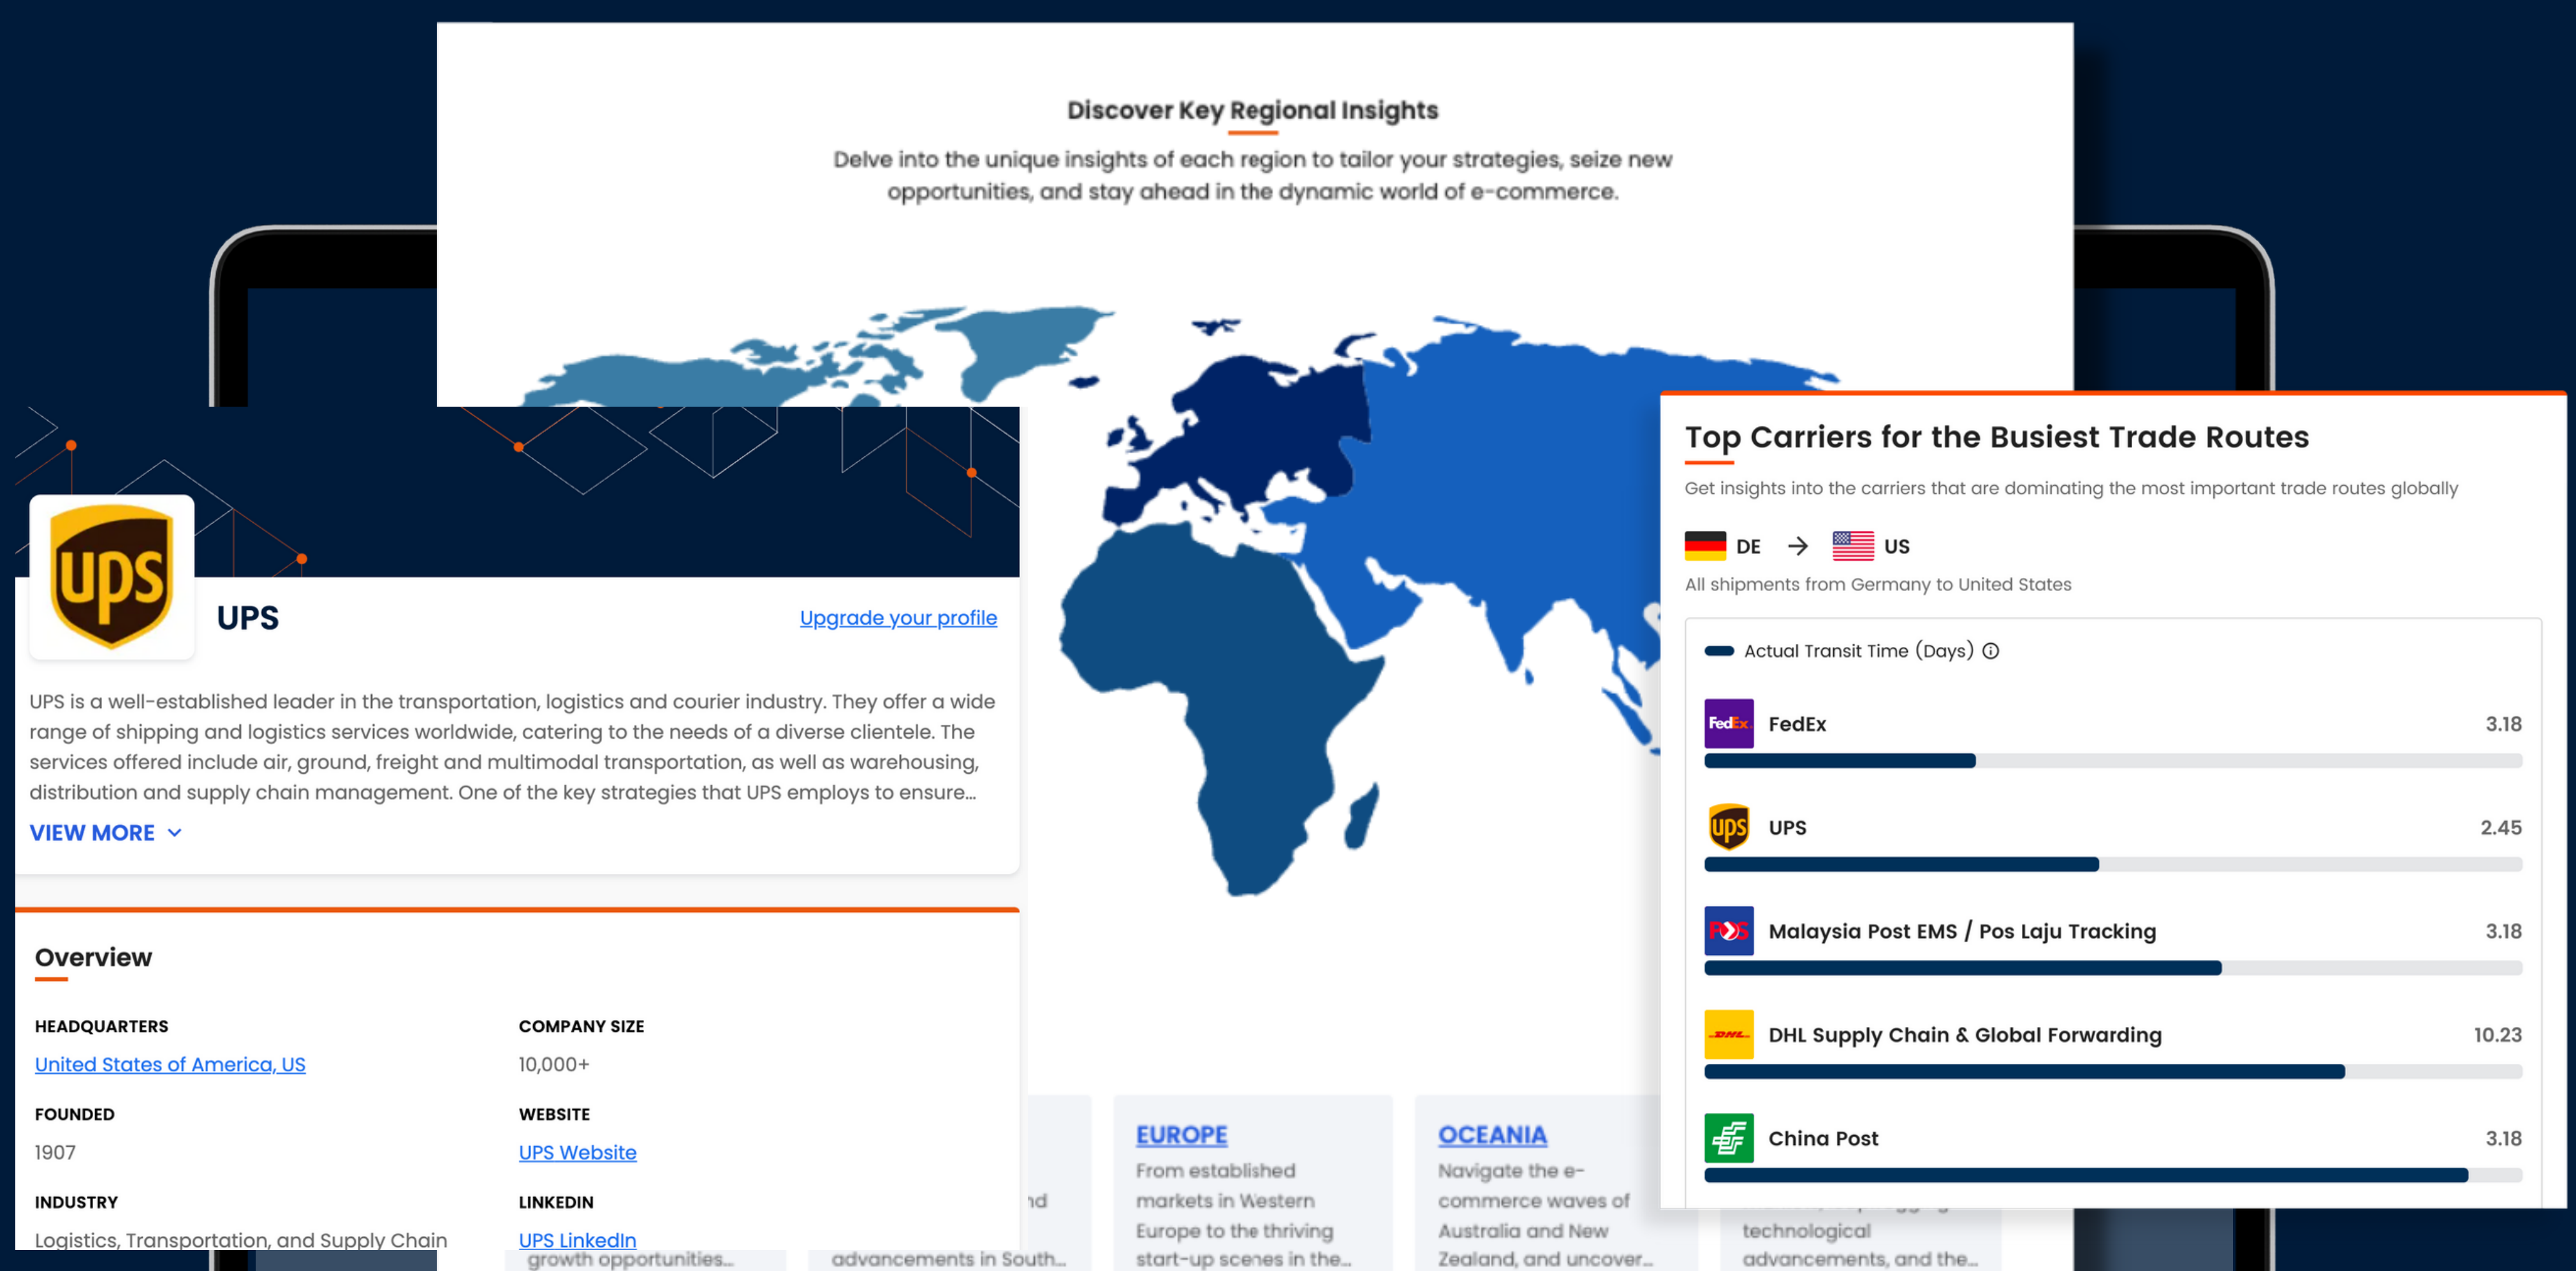 Discover Key Regional Insights
Delve into the unique insights of each region to tailor your strategies, seize new
opportunities, and stay ahead in the dynamic world of e-commerce.
ups
UPS
Upgrade your profile
UPS is a well-established leader in the transportation, logistics and courier industry. They offer a wide
range of shipping and logistics services worldwide, catering to the needs of a diverse clientele. The
services offered include air, ground, freight and multimodal transportation, as well as warehousing,
distribution and supply chain management. One of the key strategies that UPS employs to ensure...
VIEW MORE
Overview
HEADQUARTERS
United States of America, US
COMPANY SIZE
10,000+
FOUNDED
1907
WEBSITE
UPS Website
INDUSTRY
Logistics, Transportation, and Supply Chain
LINKEDIN
UPS LinkedIn
growth opportunities...
advancements in South...
EUROPE
From established
markets in Western
Europe to the thriving
start-up scenes in the...
OCEANIA
Navigate the e-
commerce waves of
Australia and New
Zealand, and uncover...
technological
advancements, and the...
Top Carriers for the Busiest Trade Routes
Get insights into the carriers that are dominating the most important trade routes globally
DE → US
All shipments from Germany to United States
Actual Transit Time (Days)
FedEx
FedEx 3.18
ups
UPS 2.45
POS
Malaysia Post EMS / Pos Laju Tracking 3.18
DHL
DHL Supply Chain & Global Forwarding 10.23
China Post 3.18